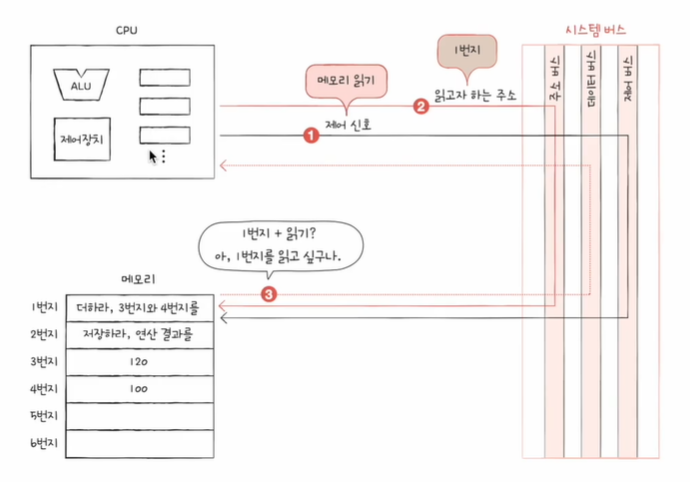 CPU
시스템 버스
ALU
제어장치
메모리 읽기
1번지
2 읽고자 하는 주소
1 제어 신호
주소 버스
데이터 버스
제어 버스
1번지 + 읽기?
아, 1번지를 읽고 싶구나.
3
메모리
1번지 더하라, 3번지와 4번지를
2번지 저장하라, 연산 결과를
3번지 120
4번지 100
5번지
6번지